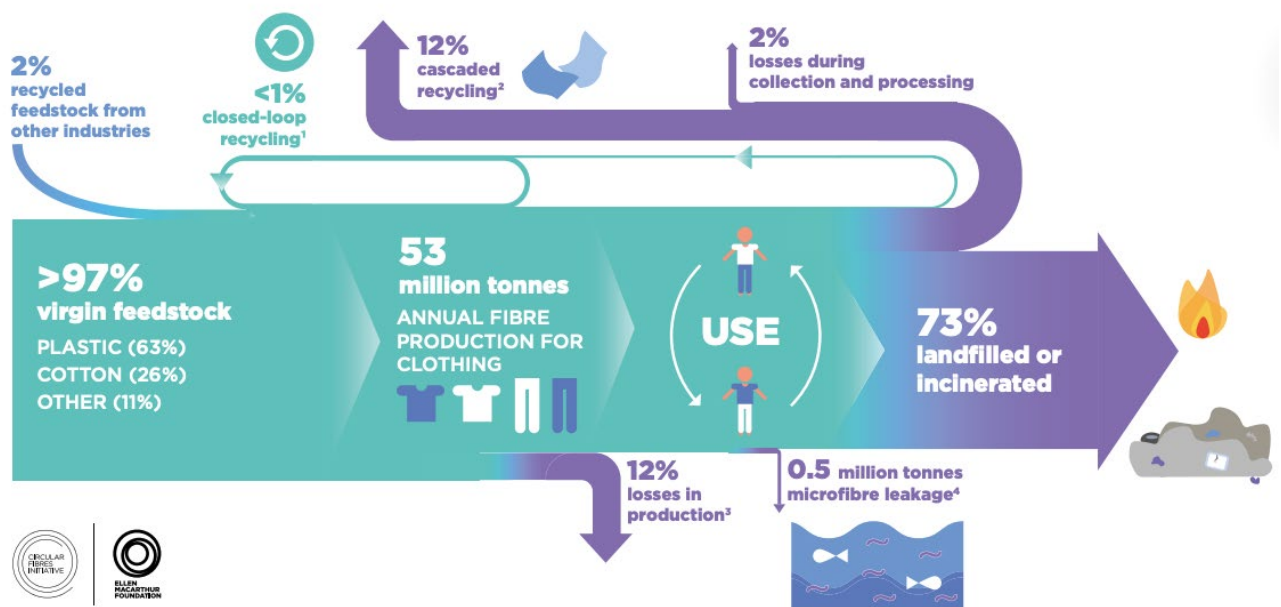 2%
recycled
feedstock from
other industries
<1%
closed-loop
recycling¹
12%
cascaded
recycling²
2%
losses during
collection and processing
>97%
virgin feedstock
PLASTIC (63%)
COTTON (26%)
OTHER (11%)
53
million tonnes
ANNUAL FIBRE
PRODUCTION FOR
CLOTHING
USE
73%
landfilled or
incinerated
12%
losses in
production³
0.5 million tonnes
microfibre leakage⁴
CIRCULAR
FIBRES
INITIATIVE
ELLEN
MACARTHUR
FOUNDATION